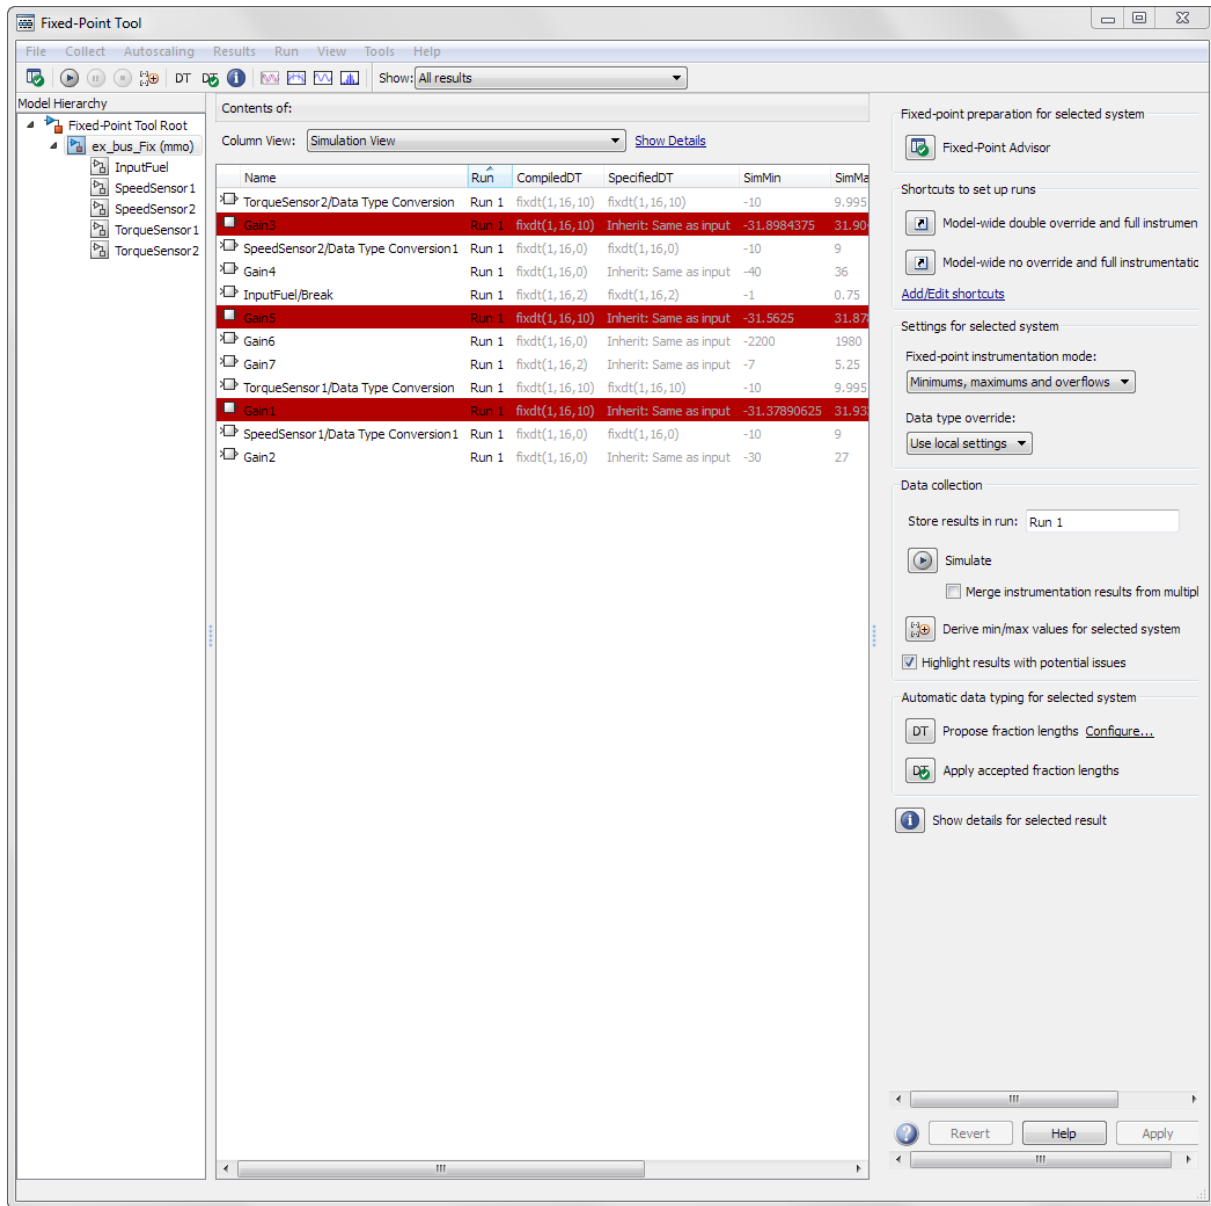 Fixed-Point Tool
File Collect Autoscaling Results Run View Tools Help
DT Show: All results
Model Hierarchy
Fixed-Point Tool Root
ex_bus_Fix (mmo)
InputFuel
SpeedSensor1
SpeedSensor2
TorqueSensor1
TorqueSensor2
Contents of:
Column View: Simulation View Show Details
Name Run CompiledDT SpecifiedDT SimMin SimMa
TorqueSensor2/Data Type Conversion Run 1 fixdt(1,16,10) fixdt(1,16,10) -10 9.995
Gain3 Run 1 fixdt(1,16,10) Inherit: Same as input -31.8984375 31.90
SpeedSensor2/Data Type Conversion1 Run 1 fixdt(1,16,0) fixdt(1,16,0) -10 9
Gain4 Run 1 fixdt(1,16,0) Inherit: Same as input -40 36
InputFuel/Break Run 1 fixdt(1,16,2) fixdt(1,16,2) -1 0.75
Gain5 Run 1 fixdt(1,16,10) Inherit: Same as input -31.5625 31.87
Gain6 Run 1 fixdt(1,16,0) Inherit: Same as input -2200 1980
Gain7 Run 1 fixdt(1,16,2) Inherit: Same as input -7 5.25
TorqueSensor1/Data Type Conversion Run 1 fixdt(1,16,10) fixdt(1,16,10) -10 9.995
Gain1 Run 1 fixdt(1,16,10) Inherit: Same as input -31.37890625 31.93
SpeedSensor1/Data Type Conversion1 Run 1 fixdt(1,16,0) fixdt(1,16,0) -10 9
Gain2 Run 1 fixdt(1,16,0) Inherit: Same as input -30 27
Fixed-point preparation for selected system
Fixed-Point Advisor
Shortcuts to set up runs
Model-wide double override and full instrumen
Model-wide no override and full instrumentatic
Add/Edit shortcuts
Settings for selected system
Fixed-point instrumentation mode:
Minimums, maximums and overflows
Data type override:
Use local settings
Data collection
Store results in run: Run 1
Simulate
Merge instrumentation results from multipl
Derive min/max values for selected system
Highlight results with potential issues
Automatic data typing for selected system
DT Propose fraction lengths Configure...
Apply accepted fraction lengths
Show details for selected result
Revert Help Apply